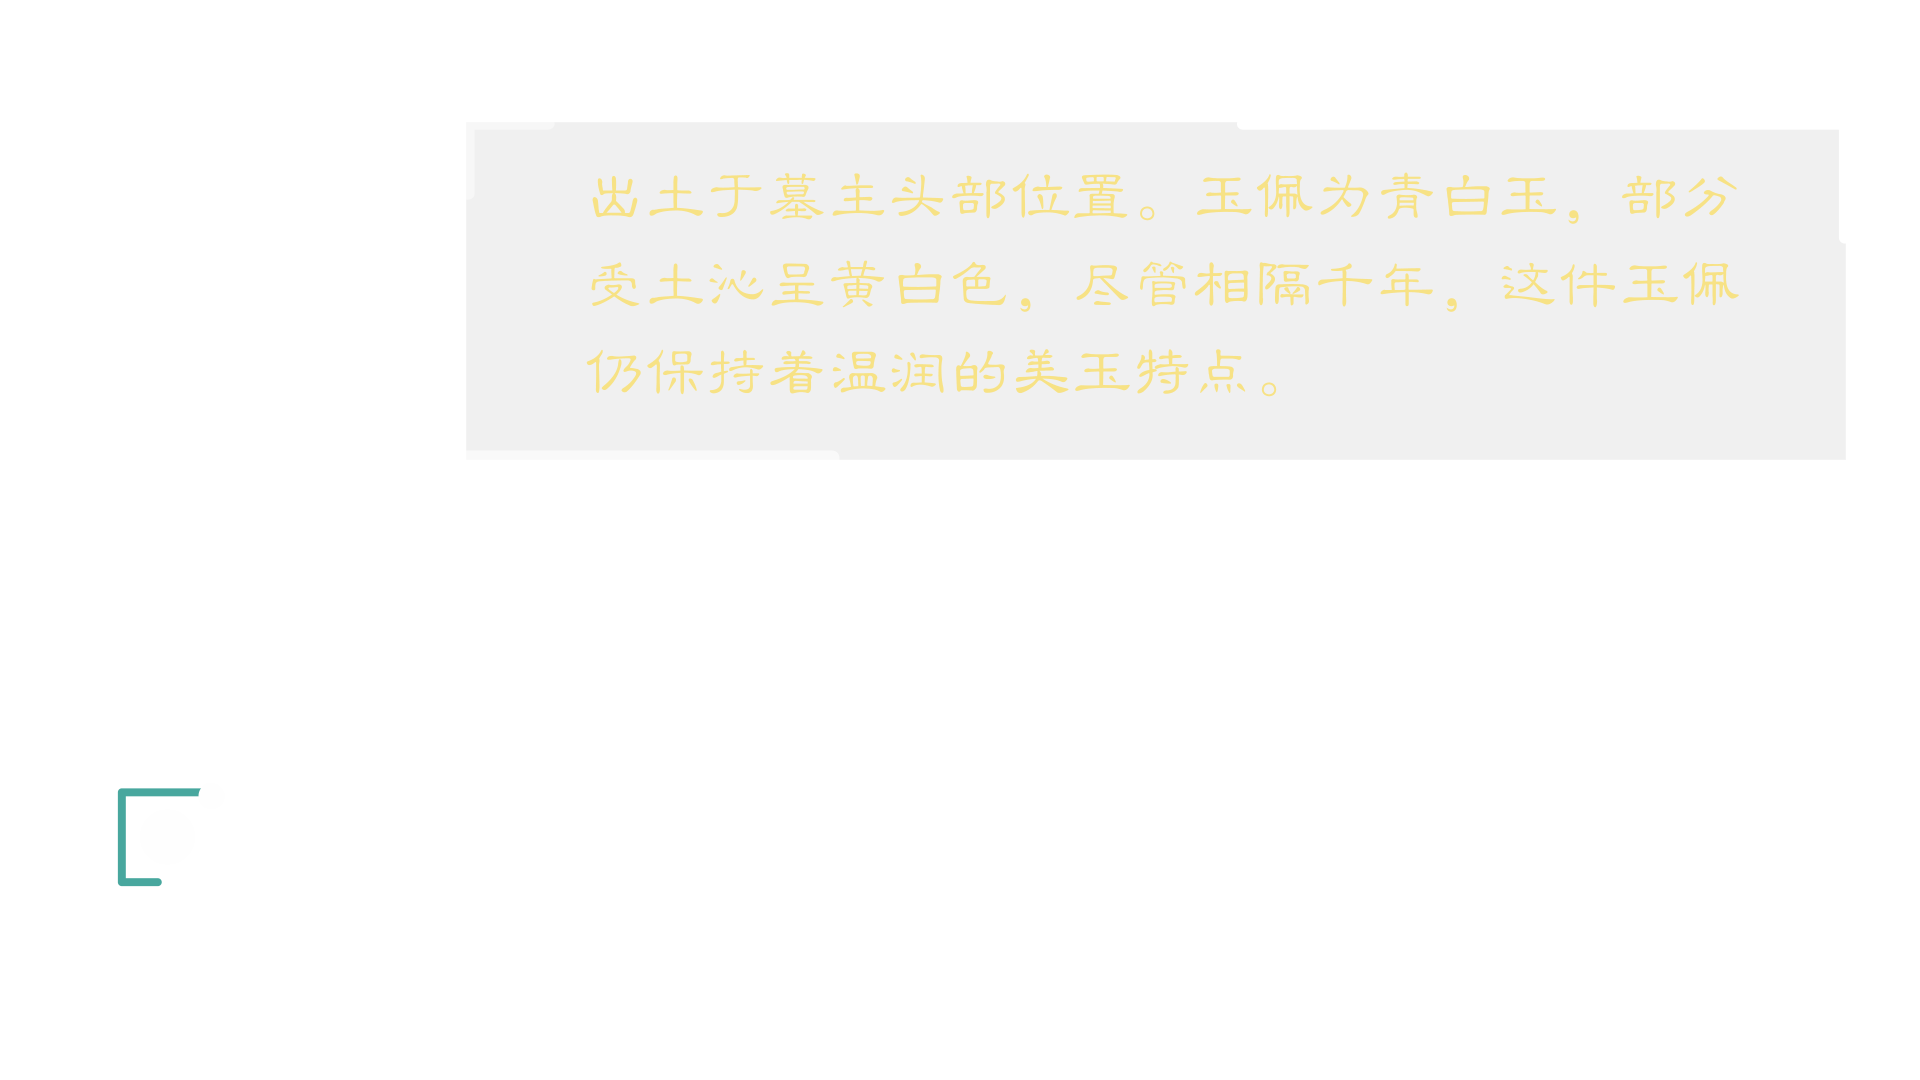 出土于墓主头部位置。玉佩为青白玉，部分
受土沁呈黄白色，尽管相隔千年，这件玉佩
仍保持着温润的美玉特点。